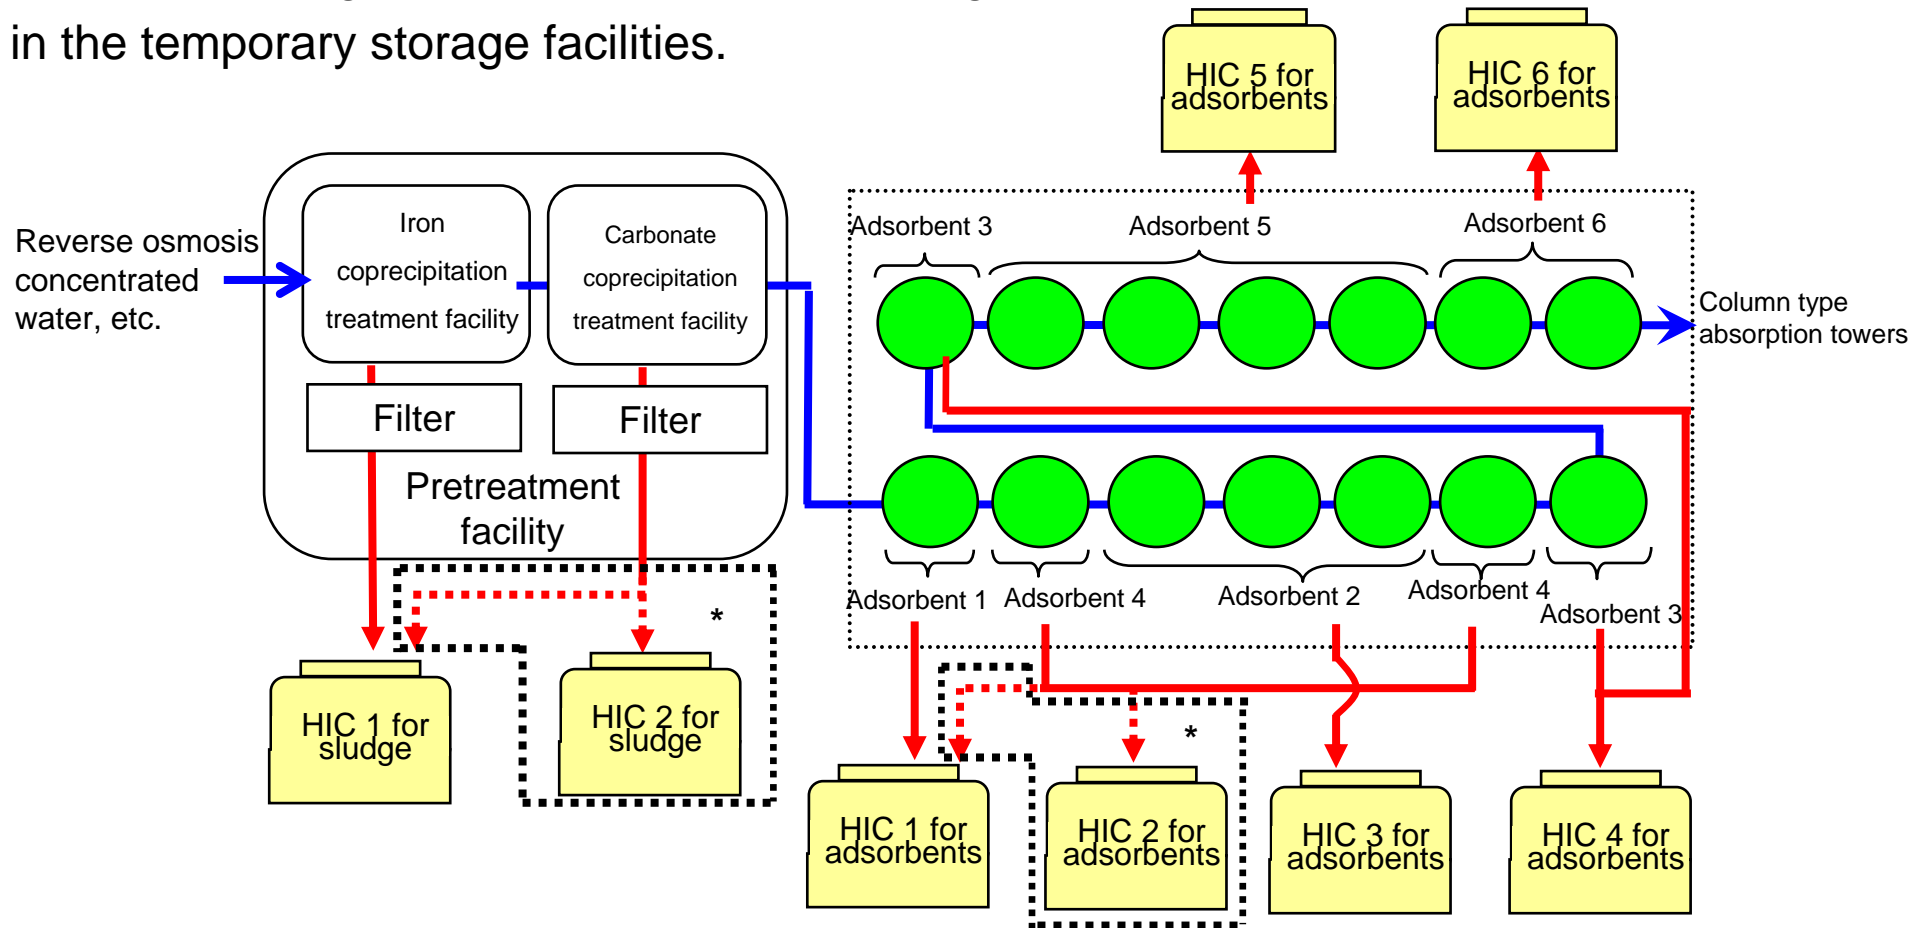 in the temporary storage facilities.
HIC 5 for
adsorbents
HIC 6 for
adsorbents
Reverse osmosis
concentrated
water, etc.
Iron
coprecipitation
treatment facility
Carbonate
coprecipitation
treatment facility
Filter
Filter
Pretreatment
facility
Adsorbent 3
Adsorbent 5
Adsorbent 6
Column type
absorption towers
Adsorbent 1
Adsorbent 4
Adsorbent 2
Adsorbent 4
Adsorbent 3
*
HIC 1 for
sludge
HIC 2 for
sludge
*
HIC 1 for
adsorbents
HIC 2 for
adsorbents
HIC 3 for
adsorbents
HIC 4 for
adsorbents